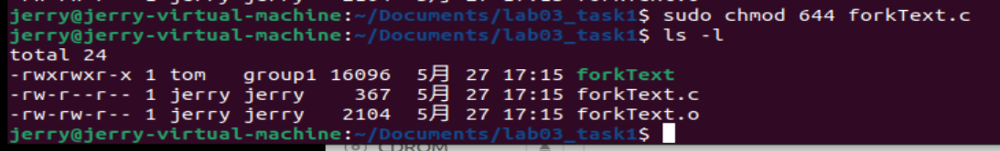 jerry@jerry-virtual-machine:~/Documents/lab03_task1$ sudo chmod 644 forkText.c
jerry@jerry-virtual-machine:~/Documents/lab03_task1$ ls -l
total 24
-rwxrwxr-x 1 tom   group1 16096  5月 27 17:15 forkText
-rw-r--r-- 1 jerry jerry    367  5月 27 17:15 forkText.c
-rw-rw-r-- 1 jerry jerry   2104  5月 27 17:15 forkText.o
jerry@jerry-virtual-machine:~/Documents/lab03_task1$